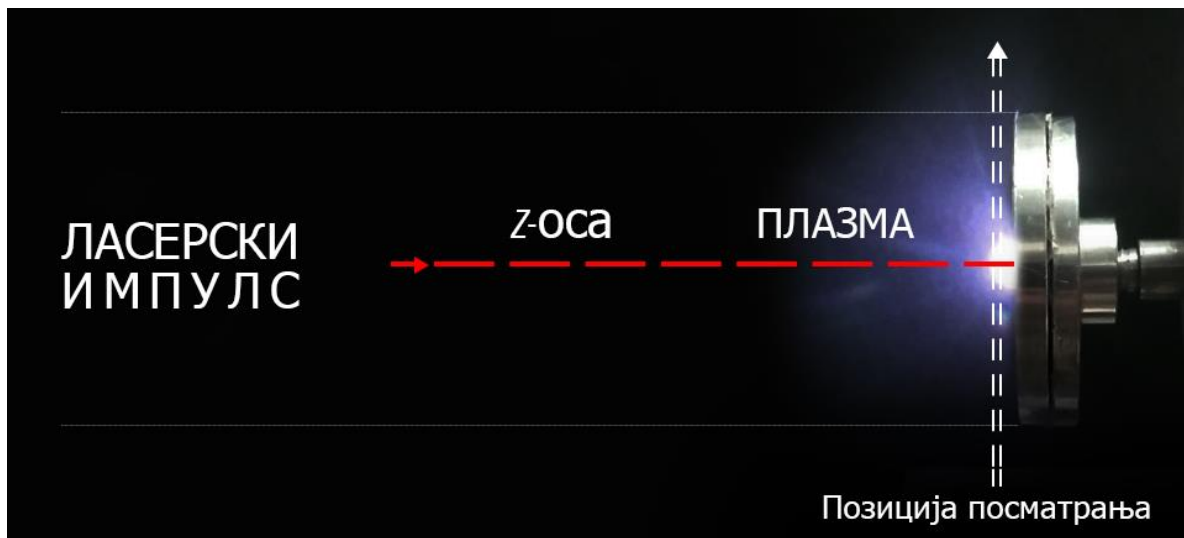 ЛАСЕРСКИ
ИМПУЛС
z-оса
ПЛАЗМА
Позиција посматрања